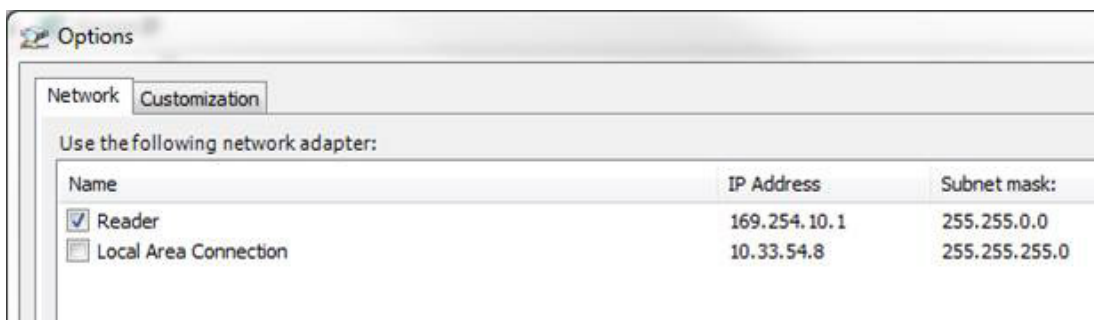 Options
Network Customization
Use the following network adapter:
Name IP Address Subnet mask:
Reader 169.254.10.1 255.255.0.0
Local Area Connection 10.33.54.8 255.255.255.0